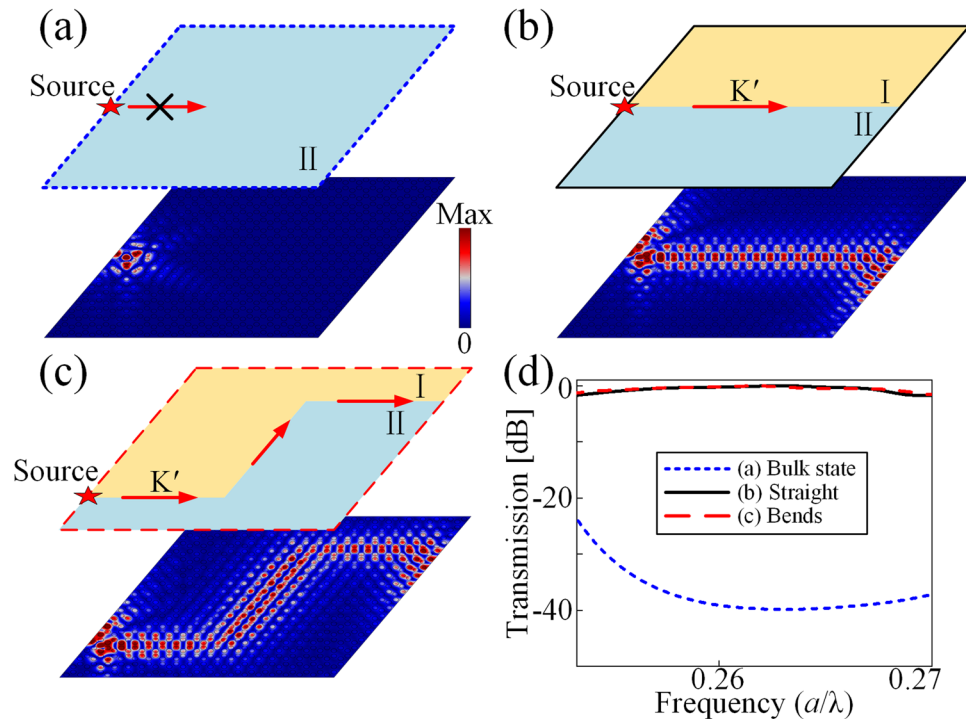 (a)
Source
II
Max
0
(b)
Source
K′
I
II
(c)
I
II
Source
K′
(d)
Transmission [dB]
0
-20
-40
(a) Bulk state
(b) Straight
(c) Bends
0.26
0.27
Frequency (a/λ)